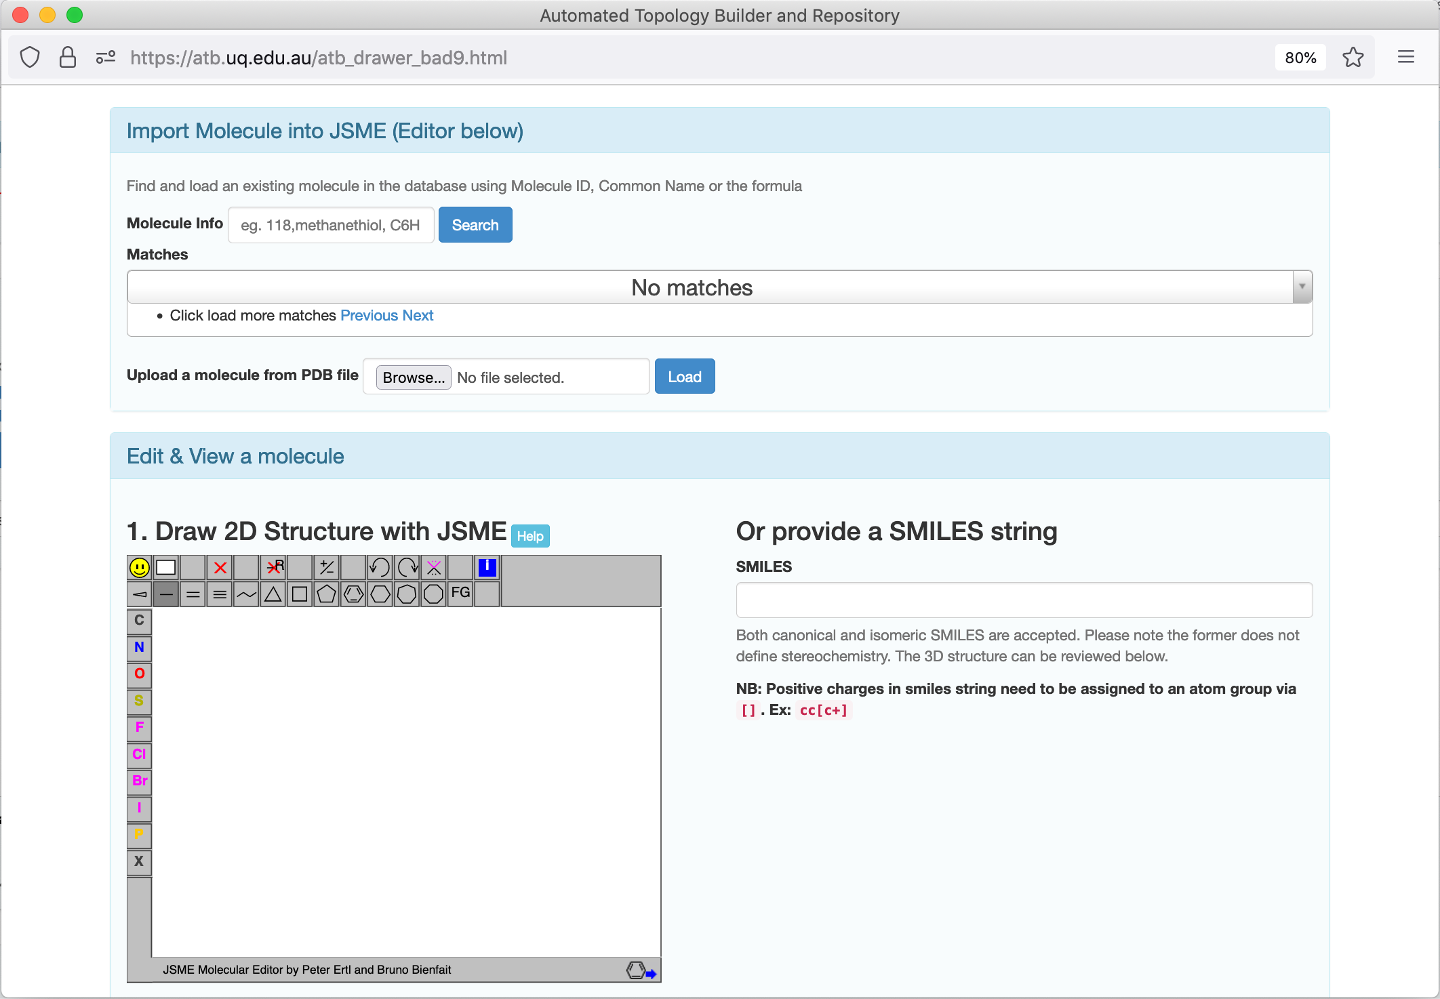 Automated Topology Builder and Repository
https://atb.uq.edu.au/atb_drawer_bad9.html
80%
Import Molecule into JSME (Editor below)
Find and load an existing molecule in the database using Molecule ID, Common Name or the formula
Molecule Info eg. 118,methanethiol, C6H Search
Matches
No matches
• Click load more matches Previous Next
Upload a molecule from PDB file Browse... No file selected. Load
Edit & View a molecule
1. Draw 2D Structure with JSME Help
R
+/-
i
FG
C
N
O
S
F
Cl
Br
I
P
X
JSME Molecular Editor by Peter Ertl and Bruno Bienfait
Or provide a SMILES string
SMILES
Both canonical and isomeric SMILES are accepted. Please note the former does not
define stereochemistry. The 3D structure can be reviewed below.
NB: Positive charges in smiles string need to be assigned to an atom group via
[] . Ex: cc[c+]